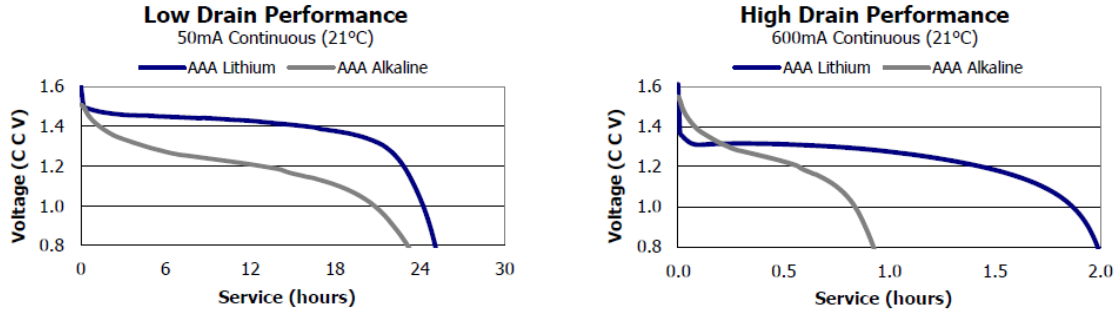 Low Drain Performance
50mA Continuous (21°C)
AAA Lithium AAA Alkaline
1.6
1.4
1.2
1.0
0.8
Voltage (C C V)
0 6 12 18 24 30
Service (hours)
High Drain Performance
600mA Continuous (21°C)
AAA Lithium AAA Alkaline
1.6
1.4
1.2
1.0
0.8
Voltage (C C V)
0.0 0.5 1.0 1.5 2.0
Service (hours)